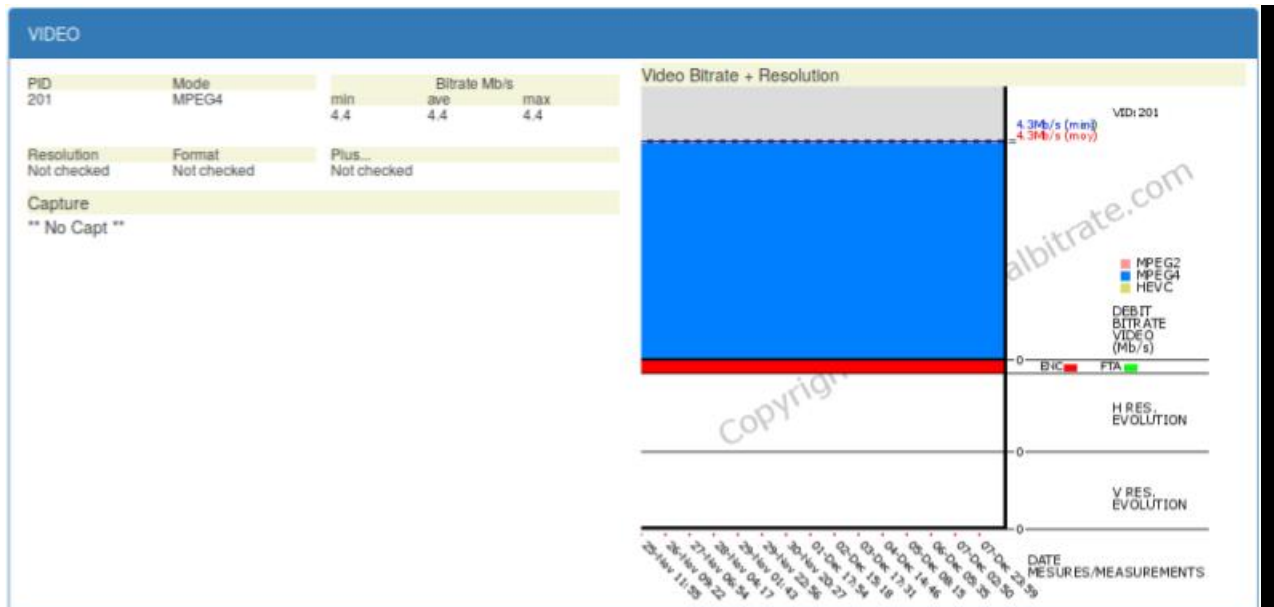 VIDEO
PID Mode Bitrate Mb/s
201 MPEG4 min ave max
4.4 4.4 4.4
Resolution Format Plus...
Not checked Not checked Not checked
Capture
** No Capt **
Video Bitrate + Resolution
VID: 201
4.3Mb/s (mini)
4.3Mb/s (moy)
albitrate.com
MPEG2
MPEG4
HEVC
DEBIT
BITRATE
VIDEO
(Mb/s)
0
ENC FTA
Copyrigh
H RES.
EVOLUTION
0
V RES.
EVOLUTION
0
25-Nov 11:55
26-Nov 09:22
27-Nov 06:54
28-Nov 04:17
29-Nov 01:43
29-Nov 22:56
30-Nov 20:27
01-Dec 17:54
02-Dec 15:18
03-Dec 17:31
04-Dec 14:46
05-Dec 08:15
06-Dec 05:35
07-Dec 02:50
07-Dec 23:59
DATE
MESURES/MEASUREMENTS